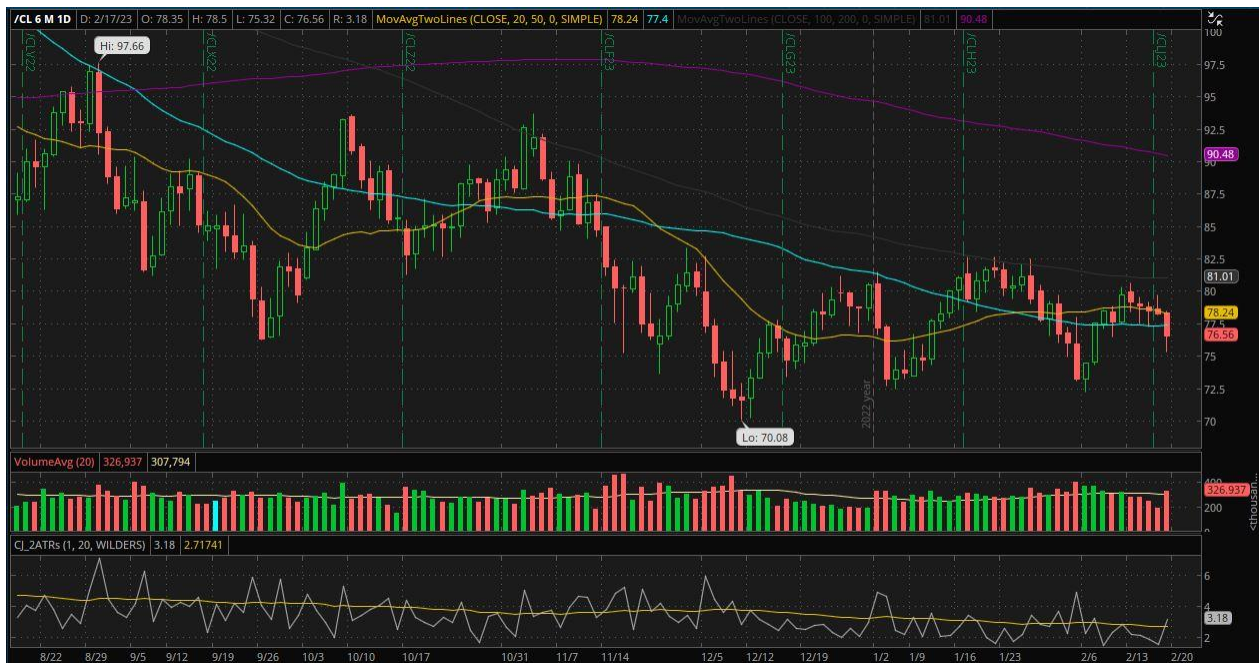 /CL 6 M 1D D: 2/17/23 O: 78.35 H: 78.5 L: 75.32 C: 76.56 R: 3.18 MovAvgTwoLines (CLOSE, 20, 50, 0, SIMPLE) 78.24 77.4 MovAvgTwoLines (CLOSE, 100, 200, 0, SIMPLE) 81.01 90.48
/CLV22
/CLX22
/CLZ22
/CLF23
/CLG23
/CLH23
/CLJ23
Hi: 97.66
Lo: 70.08
2022 year
100
97.5
95
92.5
90.48
90
87.5
85
82.5
81.01
80
78.24
77.5
76.56
75
72.5
70
VolumeAvg (20) 326,937 307,794
400
326,937
200
0
<thousan...
CJ_2ATRs (1, 20, WILDERS) 3.18 2.71741
6
4
3.18
2
8/22 8/29 9/5 9/12 9/19 9/26 10/3 10/10 10/17 10/31 11/7 11/14 12/5 12/12 12/19 1/2 1/9 1/16 1/23 2/6 2/13 2/20